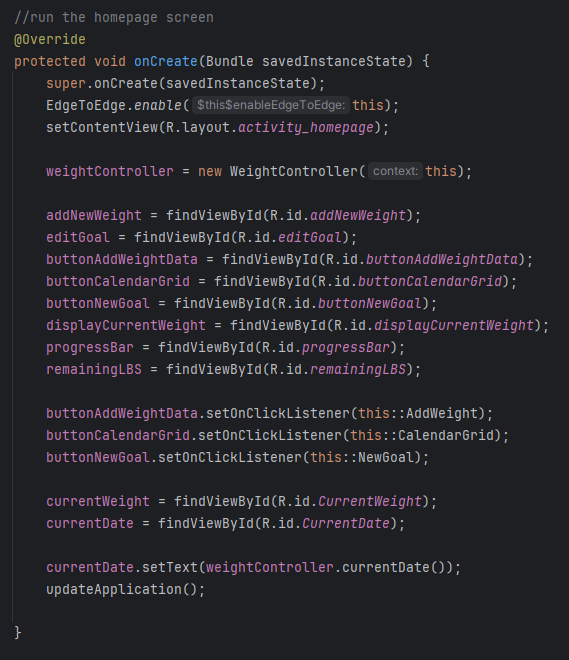 //run the homepage screen
@Override
protected void onCreate(Bundle savedInstanceState) {
super.onCreate(savedInstanceState);
EdgeToEdge.enable( $this$enableEdgeToEdge: this);
setContentView(R.layout.activity_homepage);
weightController = new WeightController( context: this);
addNewWeight = findViewById(R.id.addNewWeight);
editGoal = findViewById(R.id.editGoal);
buttonAddWeightData = findViewById(R.id.buttonAddWeightData);
buttonCalendarGrid = findViewById(R.id.buttonCalendarGrid);
buttonNewGoal = findViewById(R.id.buttonNewGoal);
displayCurrentWeight = findViewById(R.id.displayCurrentWeight);
progressBar = findViewById(R.id.progressBar);
remainingLBS = findViewById(R.id.remainingLBS);
buttonAddWeightData.setOnClickListener(this::AddWeight);
buttonCalendarGrid.setOnClickListener(this::CalendarGrid);
buttonNewGoal.setOnClickListener(this::NewGoal);
currentWeight = findViewById(R.id.CurrentWeight);
currentDate = findViewById(R.id.CurrentDate);
currentDate.setText(weightController.currentDate());
updateApplication();
}